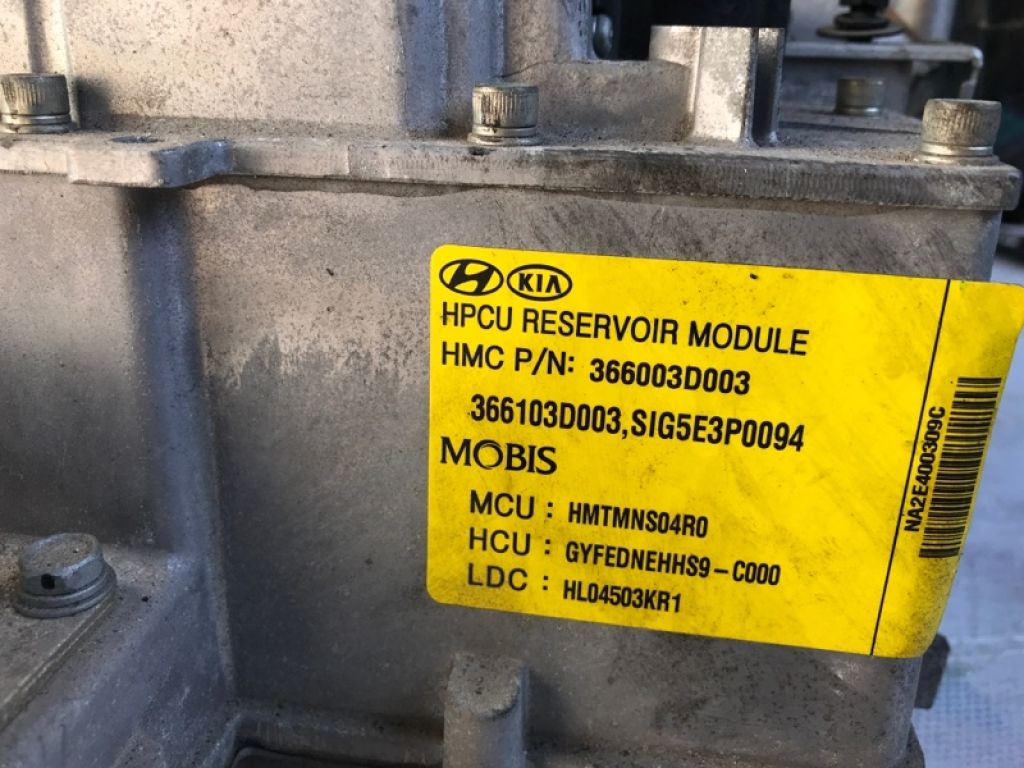 KIA
HPCU RESERVOIR MODULE
HMC P/N: 366003D003
366103D003,SIG5E3P0094
MOBIS
MCU : HMTMNS04R0
HCU : GYFEDNEHHS9-C000
LDC : HL04503KR1
NA2E400309C